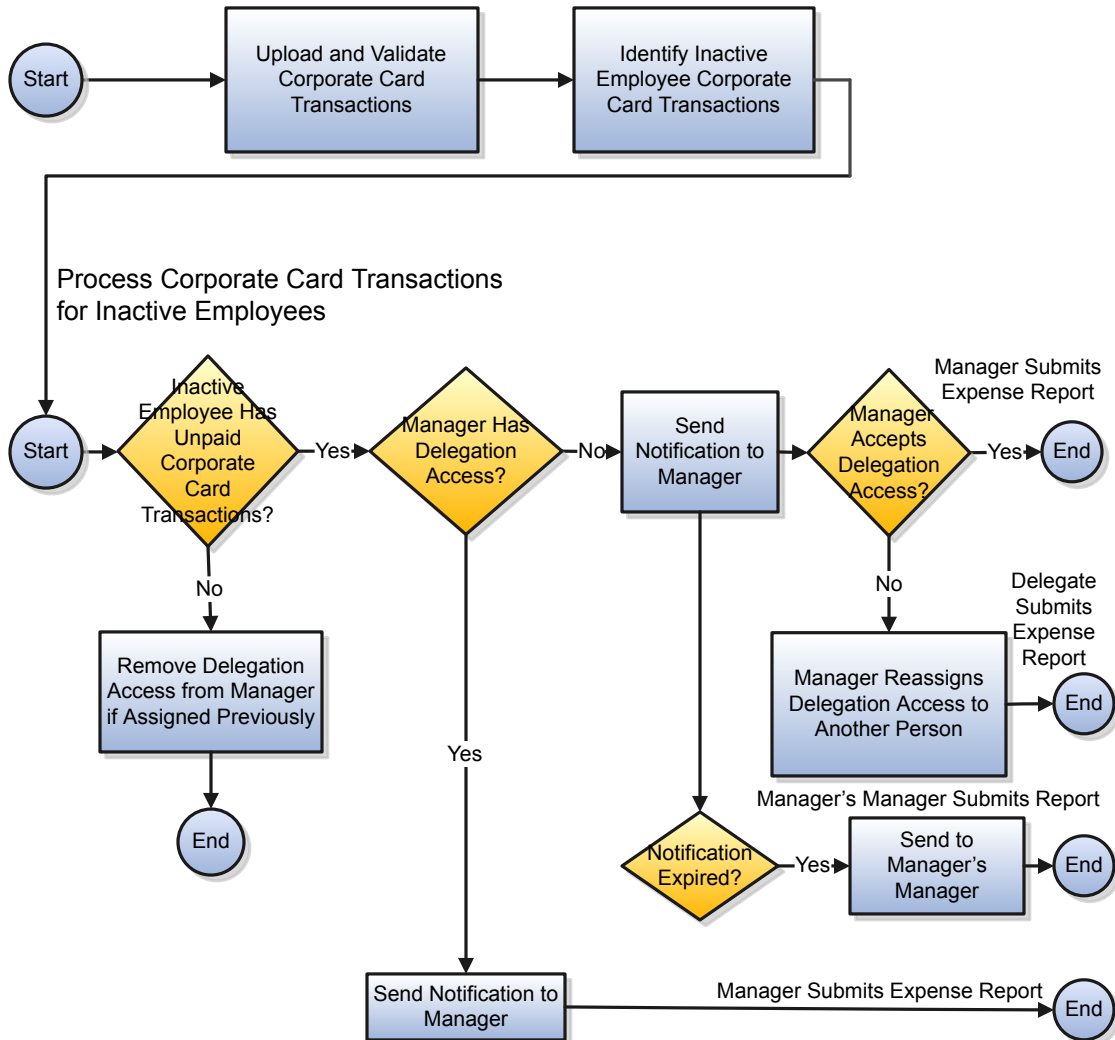 Start
Upload and Validate
Corporate Card
Transactions
Identify Inactive
Employee Corporate
Card Transactions
Process Corporate Card Transactions
for Inactive Employees
Start
Inactive
Employee Has
Unpaid
Corporate
Card
Transactions?
Yes
Manager Has
Delegation
Access?
No
Send
Notification to
Manager
Manager
Accepts
Delegation
Access?
Yes
Manager Submits
Expense Report
End
No
Remove Delegation
Access from Manager
if Assigned Previously
End
No
Manager Reassigns
Delegation Access to
Another Person
Delegate
Submits
Expense
Report
End
Yes
Notification
Expired?
Yes
Manager’s Manager Submits Report
Send to
Manager’s
Manager
End
Send Notification to
Manager
Manager Submits Expense Report
End